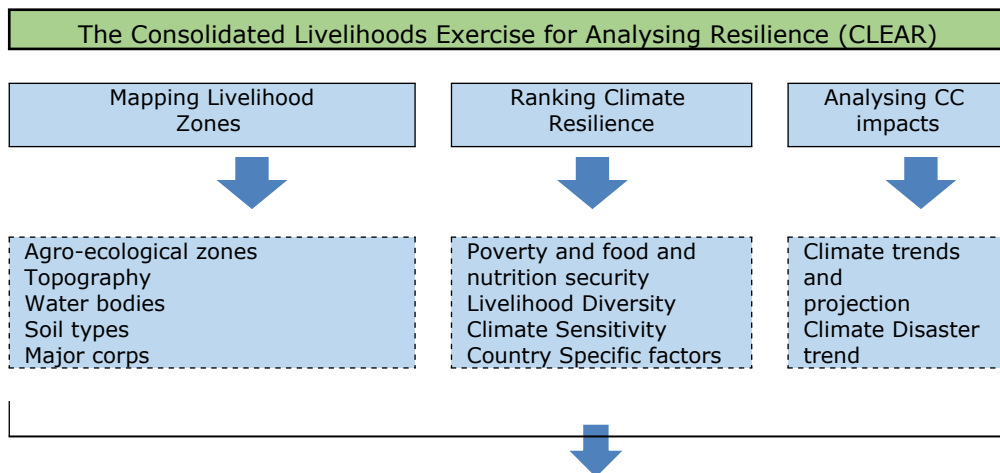 The Consolidated Livelihoods Exercise for Analysing Resilience (CLEAR)
Mapping Livelihood
Zones
Ranking Climate
Resilience
Analysing CC
impacts
Agro-ecological zones
Topography
Water bodies
Soil types
Major corps
Poverty and food and
nutrition security
Livelihood Diversity
Climate Sensitivity
Country Specific factors
Climate trends
and
projection
Climate Disaster
trend